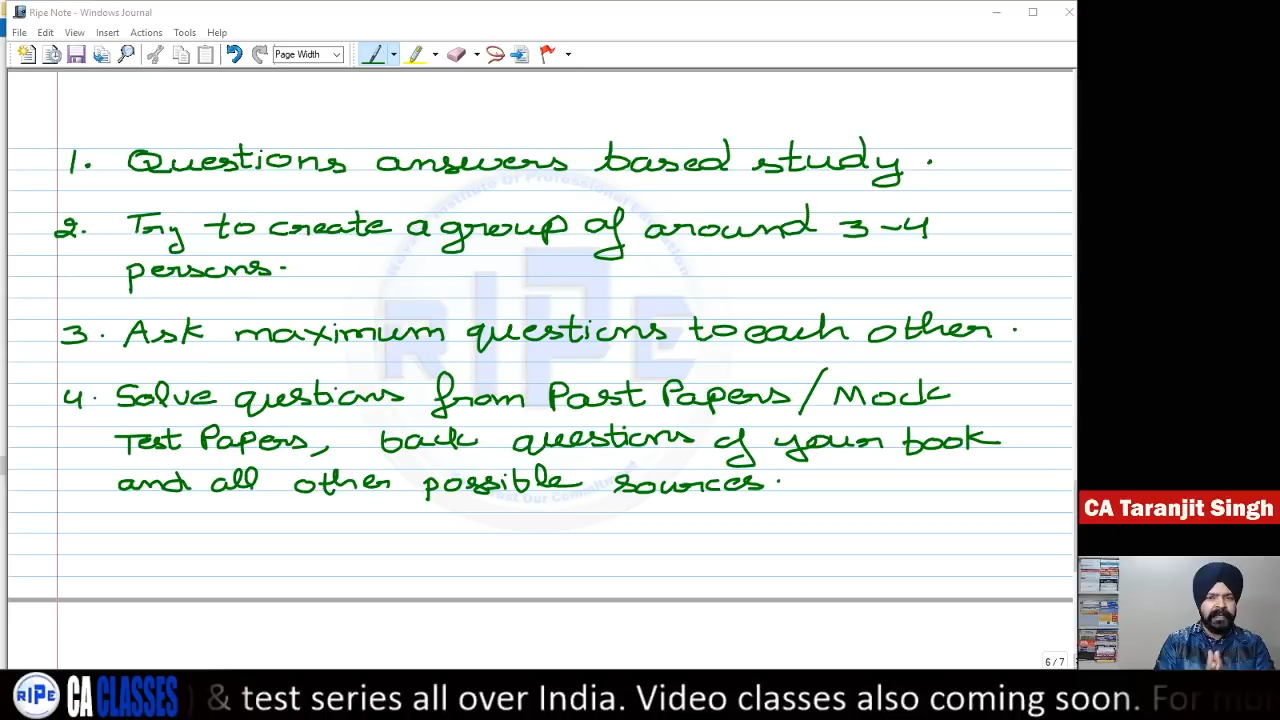 Ripe Note - Windows Journal
File Edit View Insert Actions Tools Help
Page Width
1. Questions answers based study.
2. Try to create a group of around 3-4
persons.
3. Ask maximum questions to each other.
4. Solve questions from Past Papers/Mock
Test Papers, back questions of your book
and all other possible sources.
RIPE
CA Taranjit Singh
6/7
RIPE CA CLASSES ) & test series all over India. Video classes also coming soon. For mor